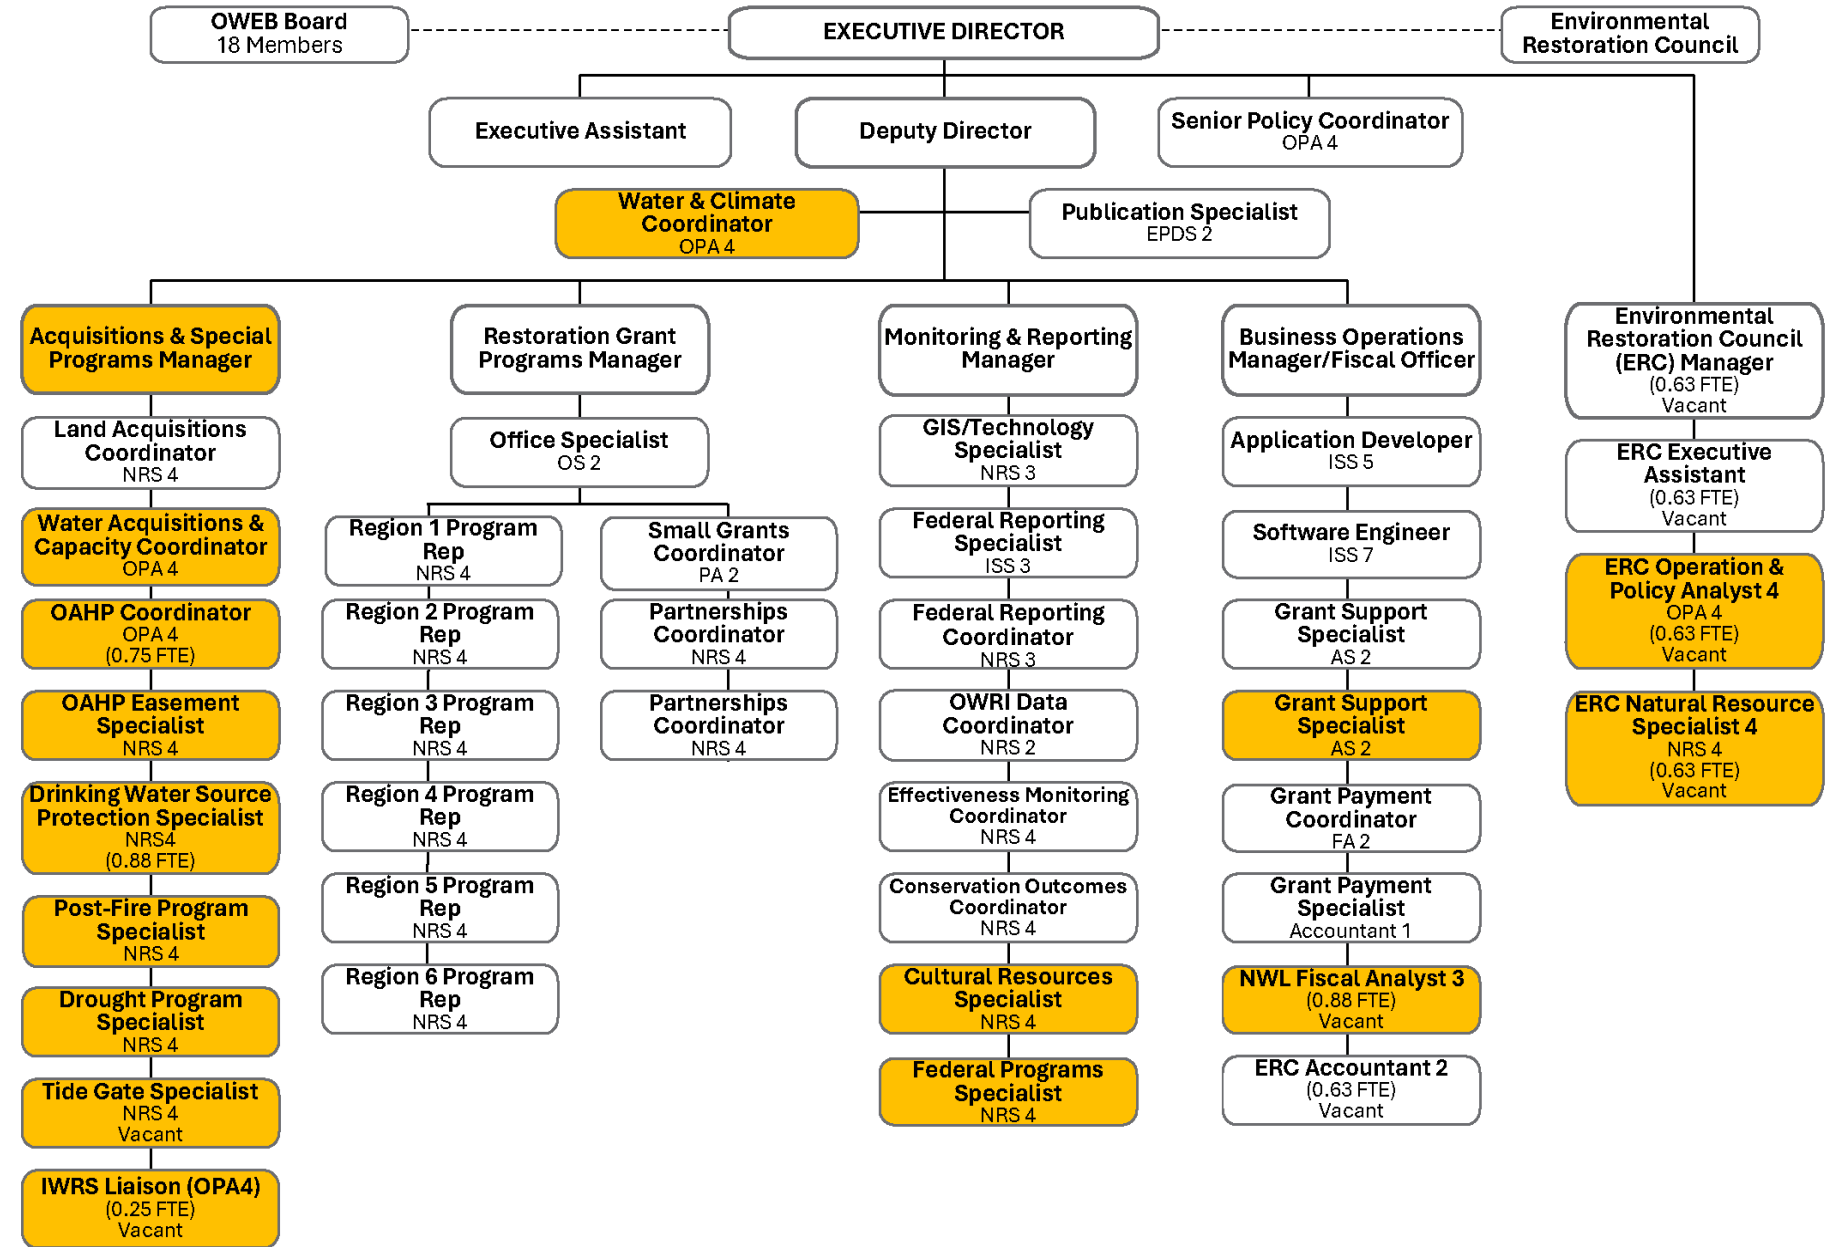 OWEB Board
18 Members
EXECUTIVE DIRECTOR
Environmental
Restoration Council
Executive Assistant
Deputy Director
Senior Policy Coordinator
OPA 4
Water & Climate
Coordinator
OPA 4
Publication Specialist
EPDS 2
Acquisitions & Special
Programs Manager
Land Acquisitions
Coordinator
NRS 4
Water Acquisitions &
Capacity Coordinator
OPA 4
OAHP Coordinator
OPA 4
(0.75 FTE)
OAHP Easement
Specialist
NRS 4
Drinking Water Source
Protection Specialist
NRS4
(0.88 FTE)
Post-Fire Program
Specialist
NRS 4
Drought Program
Specialist
NRS 4
Tide Gate Specialist
NRS 4
Vacant
IWRS Liaison (OPA4)
(0.25 FTE)
Vacant
Restoration Grant
Programs Manager
Office Specialist
OS 2
Region 1 Program
Rep
NRS 4
Region 2 Program
Rep
NRS 4
Region 3 Program
Rep
NRS 4
Region 4 Program
Rep
NRS 4
Region 5 Program
Rep
NRS 4
Region 6 Program
Rep
NRS 4
Small Grants
Coordinator
PA 2
Partnerships
Coordinator
NRS 4
Partnerships
Coordinator
NRS 4
Monitoring & Reporting
Manager
GIS/Technology
Specialist
NRS 3
Federal Reporting
Specialist
ISS 3
Federal Reporting
Coordinator
NRS 3
OWRI Data
Coordinator
NRS 2
Effectiveness Monitoring
Coordinator
NRS 4
Conservation Outcomes
Coordinator
NRS 4
Cultural Resources
Specialist
NRS 4
Federal Programs
Specialist
NRS 4
Business Operations
Manager/Fiscal Officer
Application Developer
ISS 5
Software Engineer
ISS 7
Grant Support
Specialist
AS 2
Grant Support
Specialist
AS 2
Grant Payment
Coordinator
FA 2
Grant Payment
Specialist
Accountant 1
NWL Fiscal Analyst 3
(0.88 FTE)
Vacant
ERC Accountant 2
(0.63 FTE)
Vacant
Environmental
Restoration Council
(ERC) Manager
(0.63 FTE)
Vacant
ERC Executive
Assistant
(0.63 FTE)
Vacant
ERC Operation &
Policy Analyst 4
OPA 4
(0.63 FTE)
Vacant
ERC Natural Resource
Specialist 4
NRS 4
(0.63 FTE)
Vacant